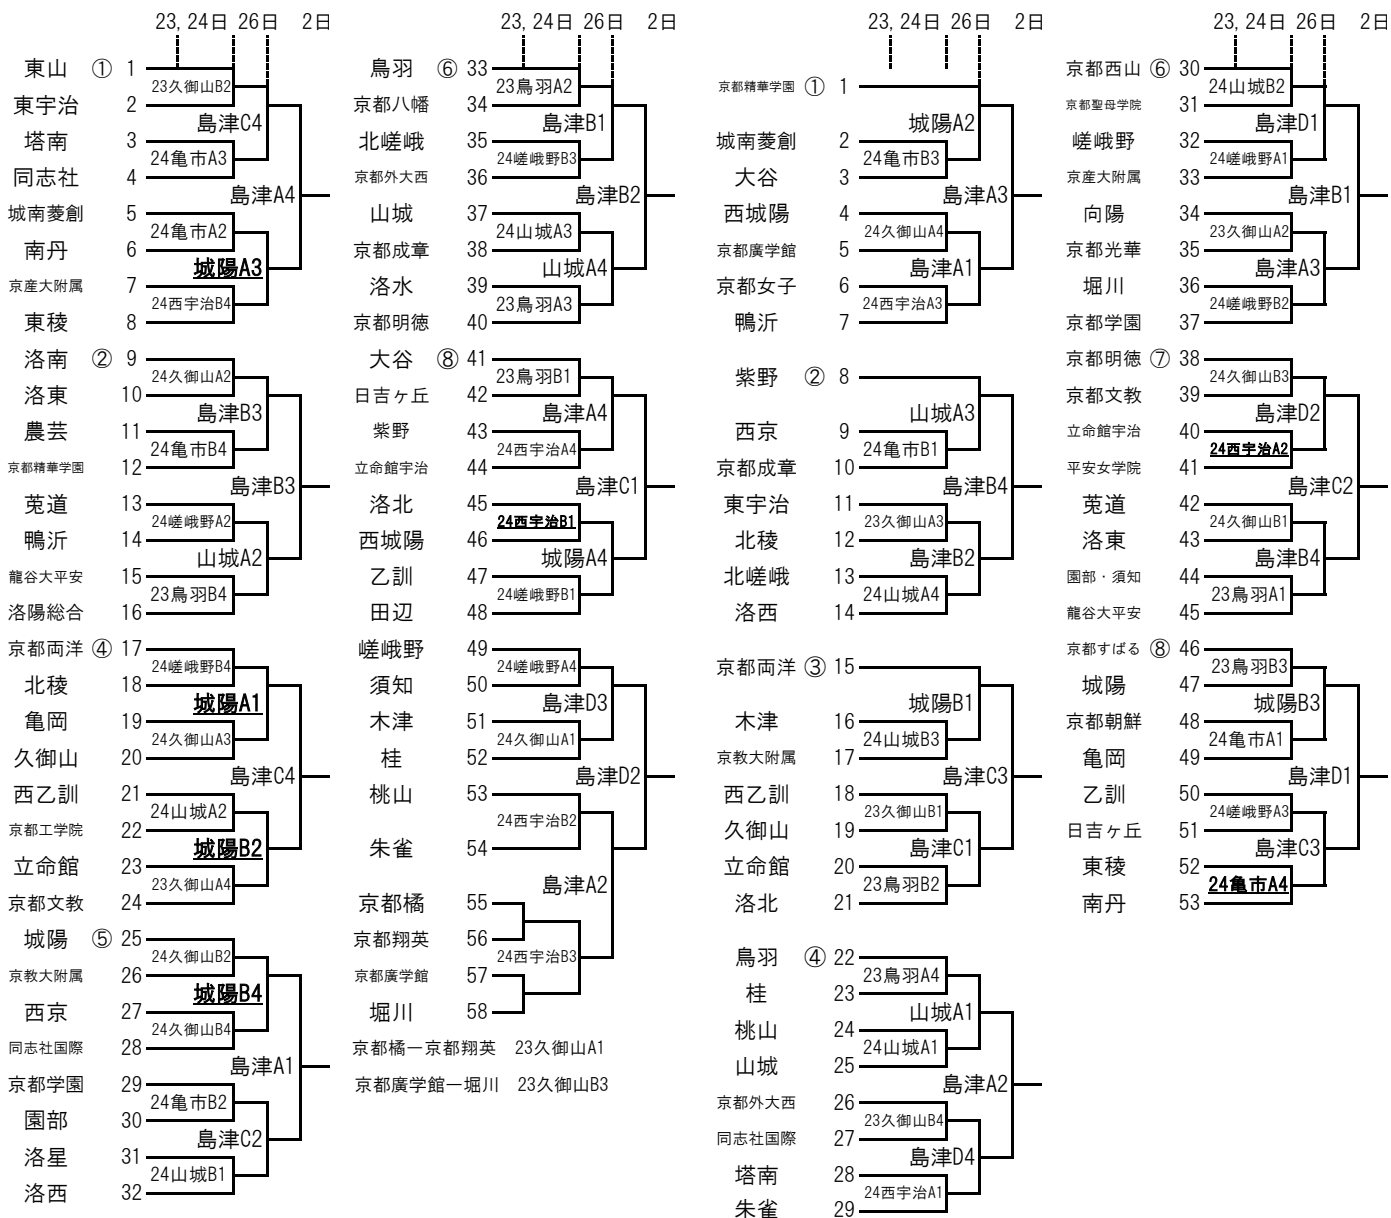 23, 24日 26日 2日
東山 ① 1
23久御山B2
東宇治 2
島津C4
塔南 3
24亀市A3
同志社 4
島津A4
城南菱創 5
24亀市A2
南丹 6
城陽A3
京産大附属 7
24西宇治B4
東稜 8
洛南 ② 9
24久御山A2
洛東 10
島津B3
農芸 11
24亀市B4
京都精華学園 12
島津B3
莵道 13
24嵯峨野A2
鴨沂 14
山城A2
龍谷大平安 15
23鳥羽B4
洛陽総合 16
京都両洋 ④ 17
24嵯峨野B4
北稜 18
城陽A1
亀岡 19
24久御山A3
久御山 20
島津C4
西乙訓 21
24山城A2
京都工学院 22
城陽B2
立命館 23
23久御山A4
京都文教 24
城陽 ⑤ 25
24久御山B2
京教大附属 26
城陽B4
西京 27
24久御山B4
同志社国際 28
島津A1
京都学園 29
24亀市B2
園部 30
島津C2
洛星 31
24山城B1
洛西 32
23, 24日 26日 2日
鳥羽 ⑥ 33
23鳥羽A2
京都八幡 34
島津B1
北嵯峨 35
24嵯峨野B3
京都外大西 36
島津B2
山城 37
24山城A3
京都成章 38
山城A4
洛水 39
23鳥羽A3
京都明徳 40
大谷 ⑧ 41
23鳥羽B1
日吉ヶ丘 42
島津A4
紫野 43
24西宇治A4
立命館宇治 44
島津C1
洛北 45
24西宇治B1
西城陽 46
城陽A4
乙訓 47
24嵯峨野B1
田辺 48
嵯峨野 49
24嵯峨野A4
須知 50
島津D3
木津 51
24久御山A1
桂 52
島津D2
桃山 53
24西宇治B2
朱雀 54
島津A2
京都橘 55
京都翔英 56
24西宇治B3
京都廣学館 57
堀川 58
京都橘ー京都翔英 23久御山A1
京都廣学館ー堀川 23久御山B3
23, 24日 26日 2日
京都精華学園 ① 1
城陽A2
城南菱創 2
24亀市B3
大谷 3
島津A3
西城陽 4
24久御山A4
京都廣学館 5
島津A1
京都女子 6
24西宇治A3
鴨沂 7
紫野 ② 8
山城A3
西京 9
24亀市B1
京都成章 10
島津B4
東宇治 11
23久御山A3
北稜 12
島津B2
北嵯峨 13
24山城A4
洛西 14
京都両洋 ③ 15
城陽B1
木津 16
24山城B3
京教大附属 17
島津C3
西乙訓 18
23久御山B1
久御山 19
島津C1
立命館 20
23鳥羽B2
洛北 21
鳥羽 ④ 22
23鳥羽A4
桂 23
山城A1
桃山 24
24山城A1
山城 25
島津A2
京都外大西 26
23久御山B4
同志社国際 27
島津D4
塔南 28
24西宇治A1
朱雀 29
23, 24日 26日 2日
京都西山 ⑥ 30
24山城B2
京都聖母学院 31
島津D1
嵯峨野 32
24嵯峨野A1
京産大附属 33
島津B1
向陽 34
23久御山A2
京都光華 35
島津A3
堀川 36
24嵯峨野B2
京都学園 37
京都明徳 ⑦ 38
24久御山B3
京都文教 39
島津D2
立命館宇治 40
24西宇治A2
平安女学院 41
島津C2
莵道 42
24久御山B1
洛東 43
島津B4
園部・須知 44
23鳥羽A1
龍谷大平安 45
京都すばる ⑧ 46
23鳥羽B3
城陽 47
城陽B3
京都朝鮮 48
24亀市A1
亀岡 49
島津D1
乙訓 50
24嵯峨野A3
日吉ヶ丘 51
島津C3
東稜 52
24亀市A4
南丹 53